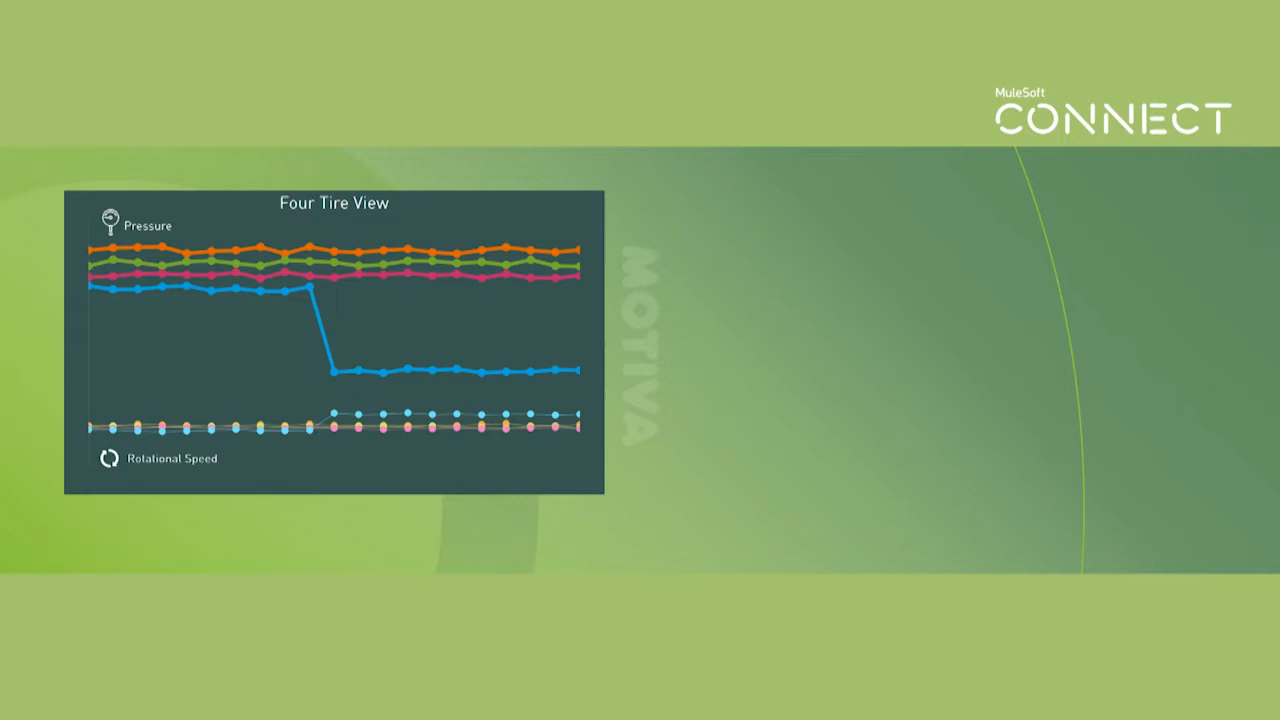 MuleSoft
CONNECT
Four Tire View
Pressure
MOTIVA
Rotational Speed